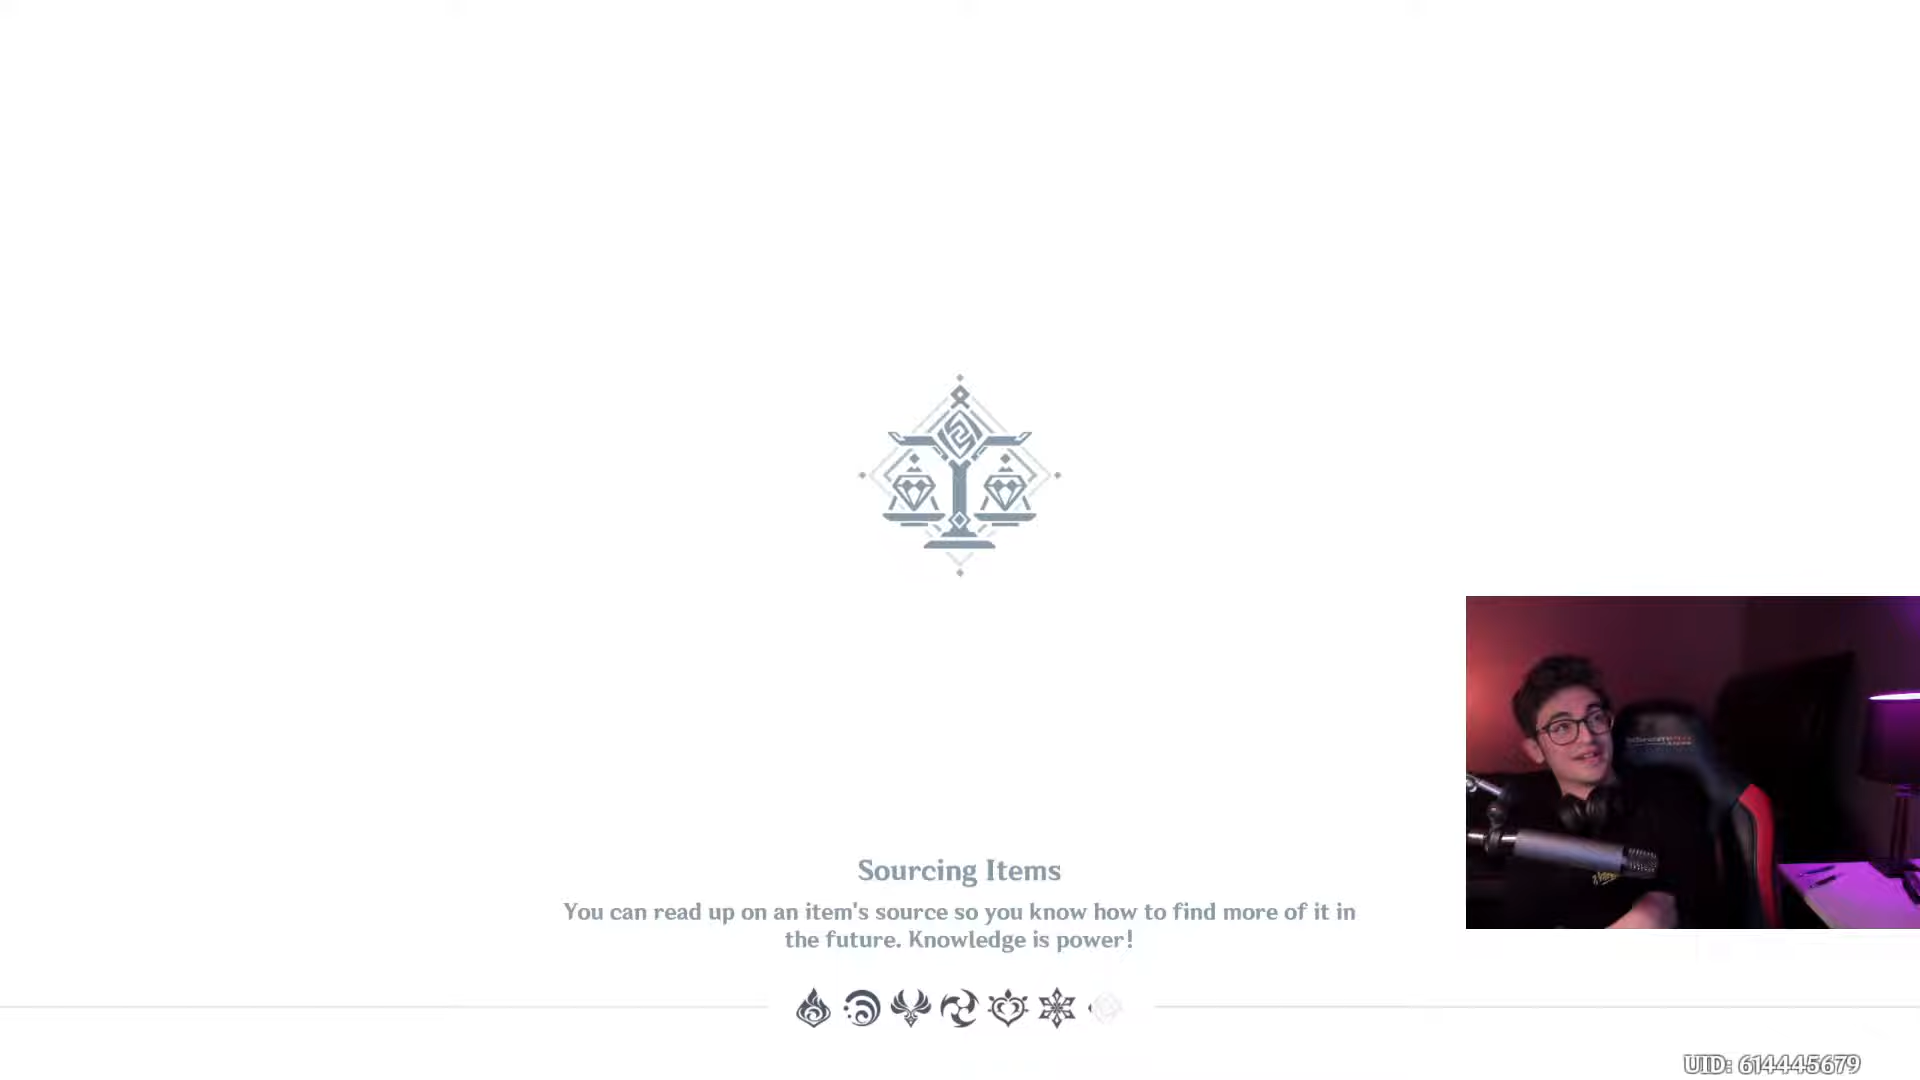 Sourcing Items
You can read up on an item's source so you know how to find more of it in
the future. Knowledge is power!
UID: 614445679